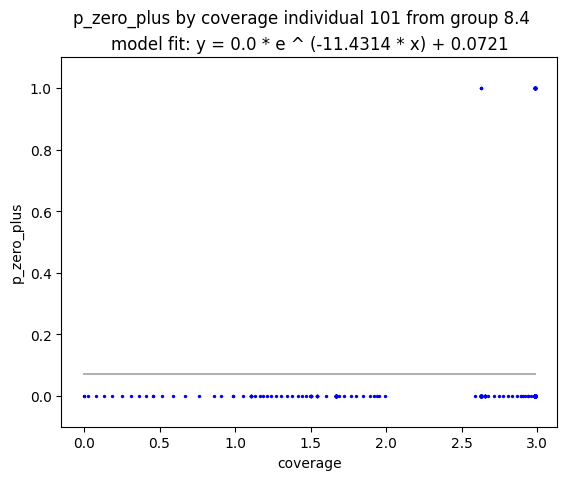 p_zero_plus by coverage individual 101 from group 8.4
model fit: y = 0.0 * e ^ (-11.4314 * x) + 0.0721
1.0
0.8
0.6
0.4
0.2
0.0
p_zero_plus
0.0 0.5 1.0 1.5 2.0 2.5 3.0
coverage